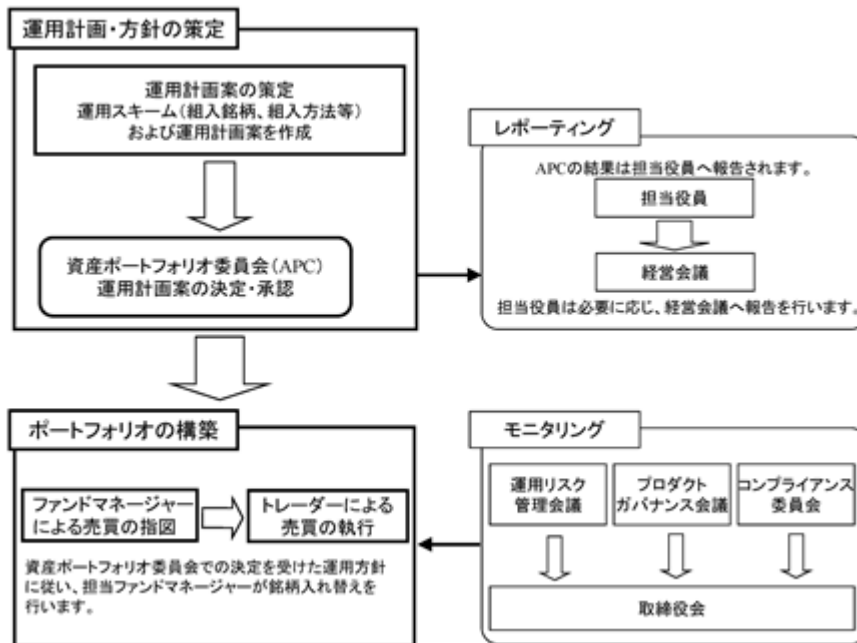 運用計画・方針の策定
運用計画案の策定
運用スキーム(組入銘柄、組入方法等)
および運用計画案を作成
資産ポートフォリオ委員会(APC)
運用計画案の決定・承認
レポーティング
APCの結果は担当役員へ報告されます。
担当役員
経営会議
担当役員は必要に応じ、経営会議へ報告を行います。
ポートフォリオの構築
ファンドマネージャー
による売買の指図
トレーダーによる
売買の執行
資産ポートフォリオ委員会での決定を受けた運用方針
に従い、担当ファンドマネージャーが銘柄入れ替えを
行います。
モニタリング
運用リスク
管理会議
プロダクト
ガバナンス会議
コンプライアンス
委員会
取締役会